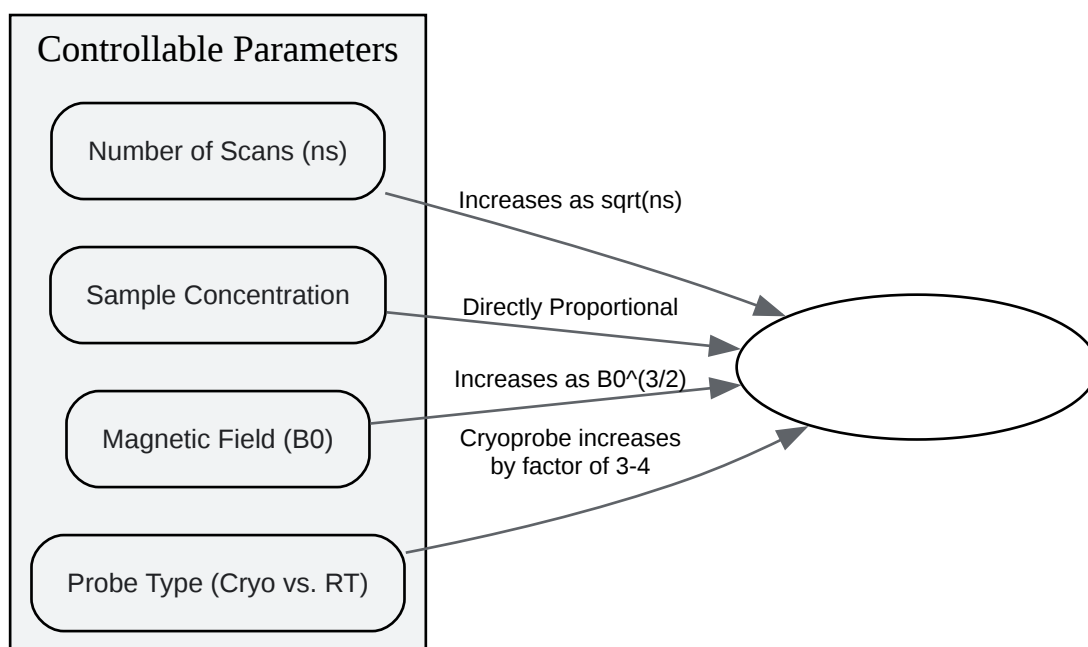 Controllable Parameters
Number of Scans (ns)
Increases as sqrt(ns)
Sample Concentration
Directly Proportional
Increases as B0^(3/2)
Magnetic Field (B0)
Cryoprobe increases
by factor of 3-4
Probe Type (Cryo vs. RT)